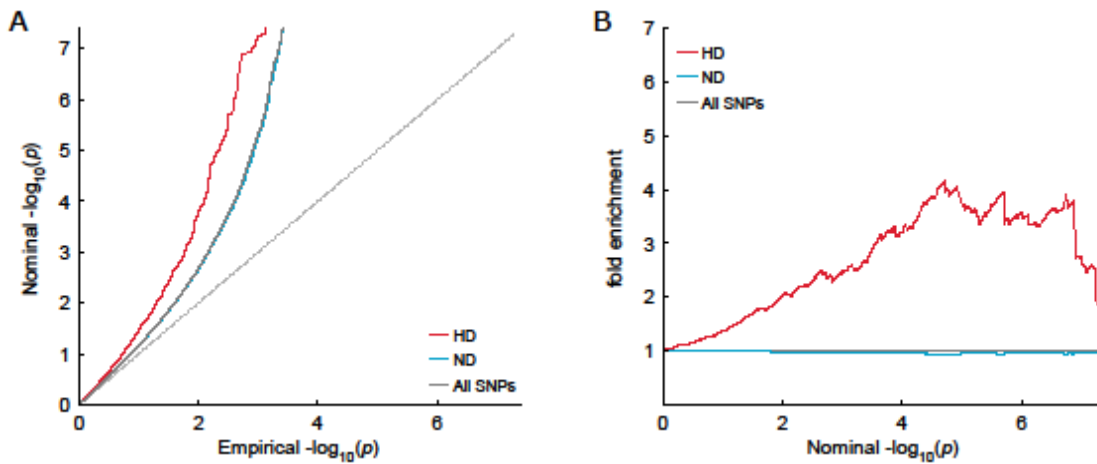 A
Nominal -log10(p)
7
6
5
4
3
2
1
0
0 2 4 6
Empirical -log10(p)
HD
ND
All SNPs
B
fold enrichment
7
6
5
4
3
2
1
0 2 4 6
Nominal -log10(p)
HD
ND
All SNPs